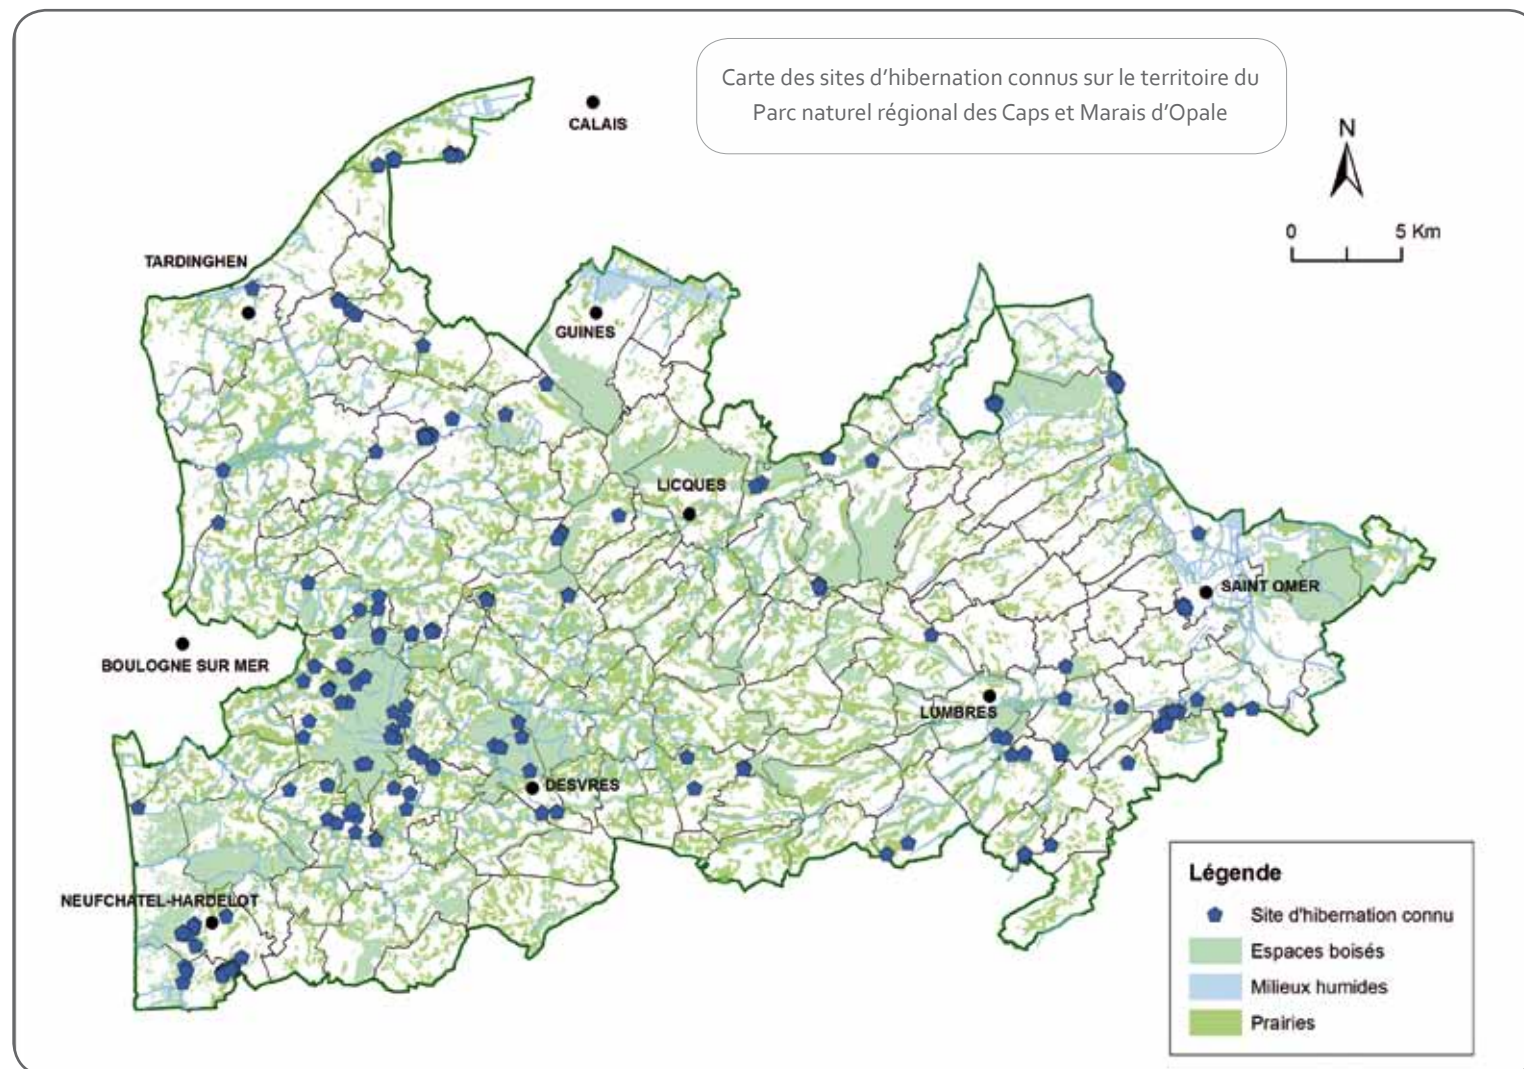 Carte des sites d'hibernation connus sur le territoire du
Parc naturel régional des Caps et Marais d'Opale
CALAIS
N
0 5 Km
TARDINGHEN
GUINES
LICQUES
SAINT OMER
BOULOGNE SUR MER
LUMBRES
DESVRES
NEUFCHATEL-HARDELOT
Légende
Site d'hibernation connu
Espaces boisés
Milieux humides
Prairies